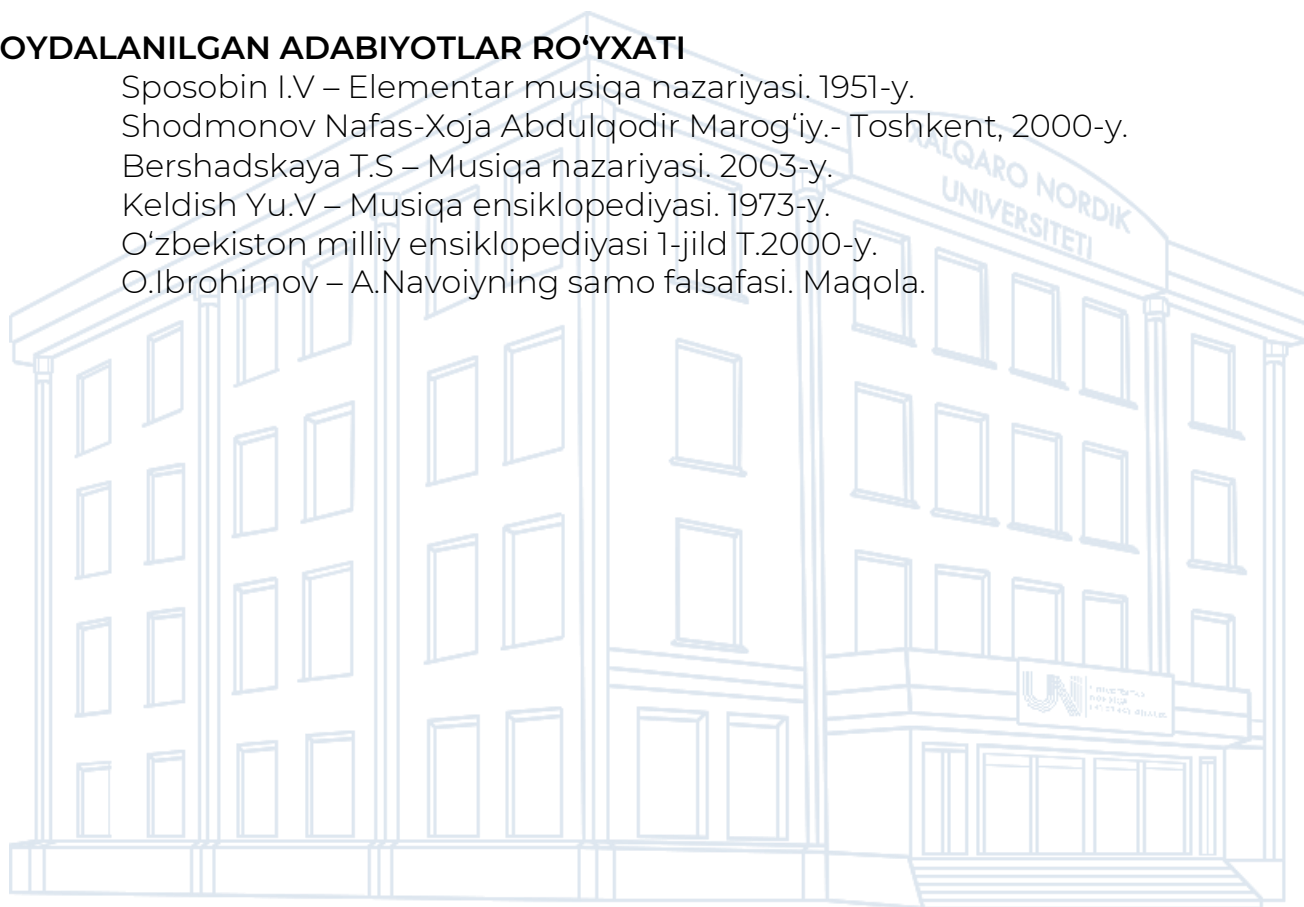 OYDALANILGAN ADABIYOTLAR RO‘YXATI
Sposobin I.V – Elementar musiqa nazariyasi. 1951-y.
Shodmonov Nafas-Xoja Abdulqodir Marog‘iy.- Toshkent, 2000-y.
Bershadskaya T.S – Musiqa nazariyasi. 2003-y.
Keldish Yu.V – Musiqa ensiklopediyasi. 1973-y.
O‘zbekiston milliy ensiklopediyasi 1-jild T.2000-y.
O.Ibrohimov – A.Navoiyning samo falsafasi. Maqola.
XALQARO NORDIK
UNIVERSITETI
UNI